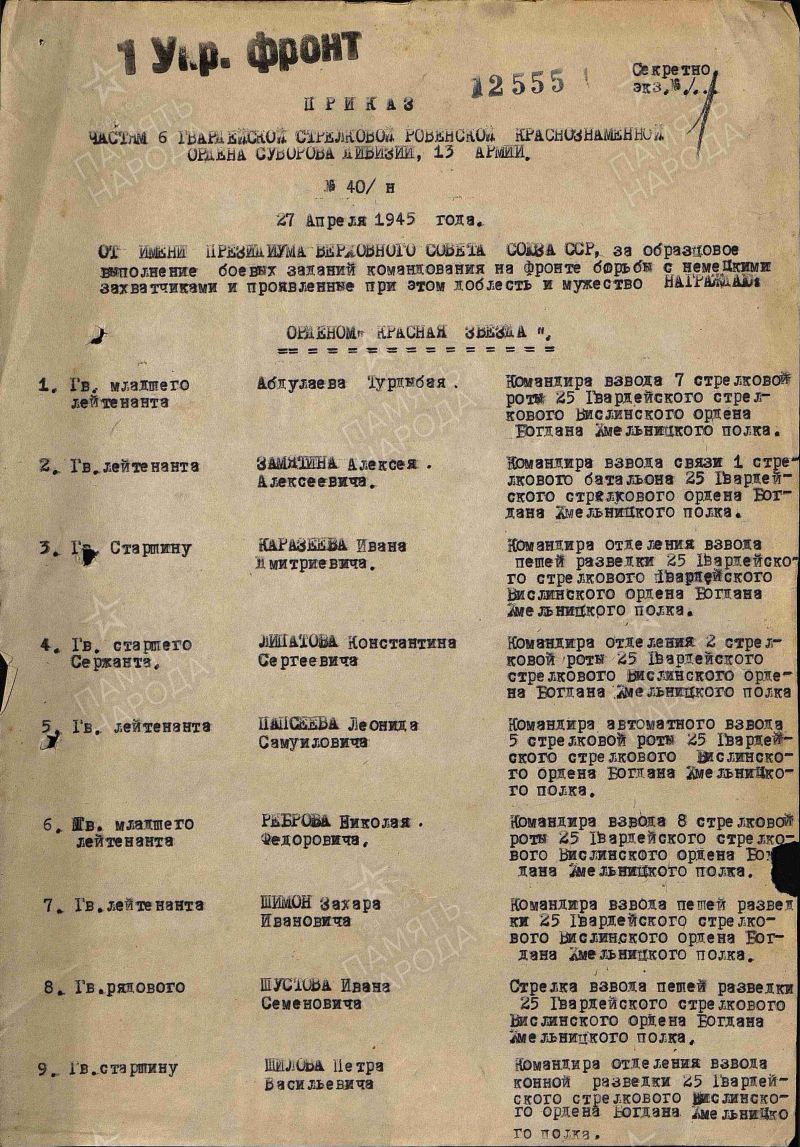 1 Укр. фронт
12555
Секретно
экз.№ 1
ПРИКАЗ
ЧАСТЯМ 6 ГВАРДЕЙСКОЙ СТРЕЛКОВОЙ РОВЕНСКОЙ КРАСНОЗНАМЕННОЙ
ОРДЕНА СУВОРОВА ДИВИЗИИ, 13 АРМИИ.
№ 40/ н
27 Апреля 1945 года.
ОТ ИМЕНИ ПРЕЗИДИУМА ВЕРХОВНОГО СОВЕТА СОЮЗА ССР, за образцовое
выполнение боевых заданий командования на фронте борьбы с немецкими
захватчиками и проявленные при этом доблесть и мужество НАГРАЖДАЮ:
ОРДЕНОМ " КРАСНАЯ ЗВЕЗДА ".
1. Гв. младшего Абдулаева Турдыбая . Командира взвода 7 стрелковой
лейтенанта роты 25 Гвардейского стрел-
кового Вислинского ордена
Богдана Хмельницкого полка.
2. Гв.лейтенанта ЗАМЯТИНА Алексея . Командира взвода связи 1 стре-
Алексеевича. лкового батальона 25 Гвардей-
ского стрелкового ордена Бог-
дана Хмельницкого полка.
3. Гв. Старшину КАРАЗЕЕВА Ивана Командира отделения взвода
Дмитриевича. пешей разведки 25 Гвардейско-
го стрелкового Гвардейского
Вислинского ордена Богдана
Хмельницкого полка.
4. Гв. старшего ЛИПАТОВА Константина Командира отделения 2 стрел-
Сержанта. Сергеевича ковой роты 25 Гвардейского
стрелкового Вислинского орде-
на Богдана Хмельницкого полка
5. Гв. лейтенанта ПАПСЕЕВА Леонида Командира автоматного взвода
Самуиловича 5 стрелковой роты 25 Гвардей-
ского стрелкового Вислинско-
го ордена Богдана Хмельницко-
го полка.
6. Гв. младшего РЕБРОВА Николая . Командира взвода 8 стрелковой
лейтенанта Федоровича. роты 25 Гвардейского стрелко-
вого Вислинского ордена Бог
дана Хмельницкого полка.
7. Гв.лейтенанта ШИМОН Захара Командира взвода пешей развед
Ивановича ки 25 Гвардейского стрелко-
вого Вислинского ордена Бог-
дана Хмельницкого полка.
8. Гв.рядового ШУСТОВА Ивана Стрелка взвода пешей разведки
Семеновича 25 Гвардейского стрелкового
Вислинского ордена Богдана
Хмельницкого полка.
9. Гв.старшину ШИЛОВА Петра Командира отделения взвода
Васильевича конной разведки 25 Гвардей-
ского стрелкового Вислинско-
го ордена Богдана Хмельницко
го полка.
ПАМЯТЬ
НАРОДА